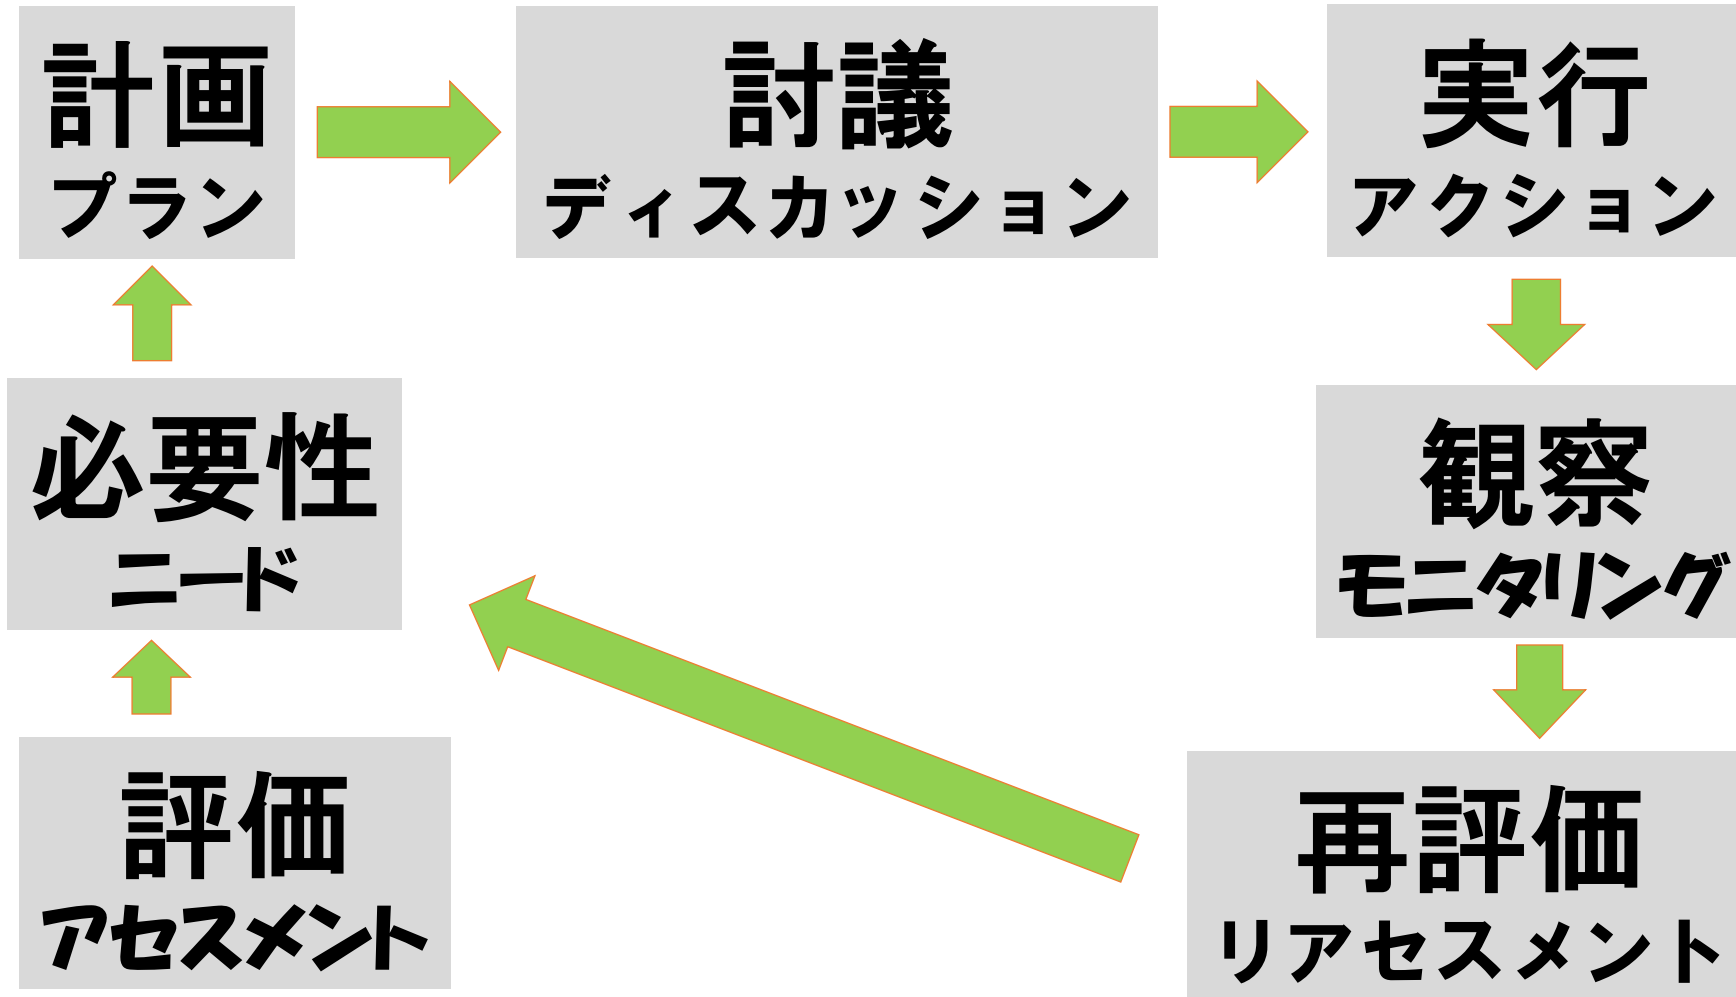 計画
プラン
討議
ディスカッション
実行
アクション
必要性
ニード
観察
モニタリング
評価
アセスメント
再評価
リアセスメント